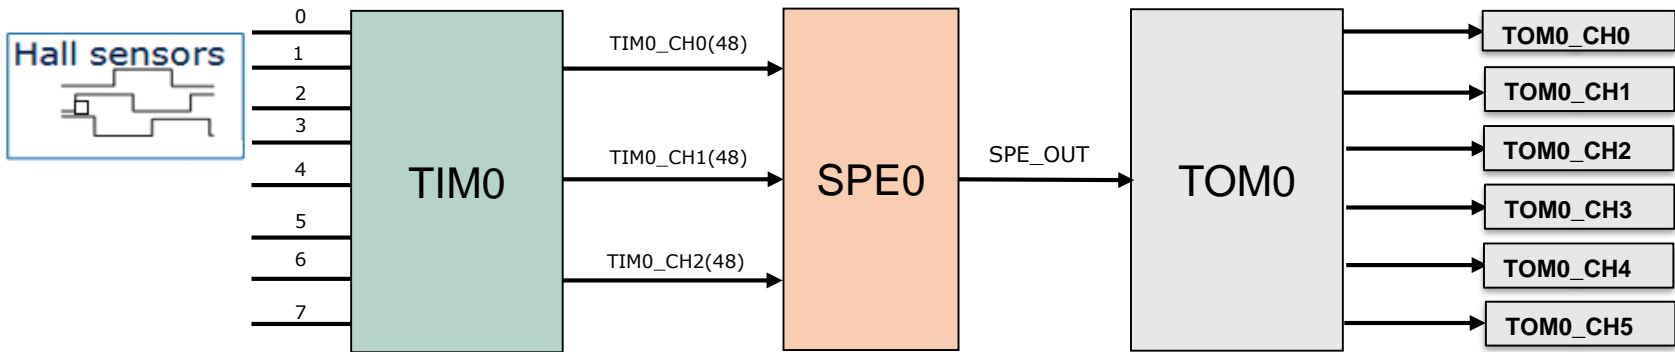 Hall sensors
0
1
2
3
4
5
6
7
TIM0
TIM0_CH0(48)
TIM0_CH1(48)
TIM0_CH2(48)
SPE0
SPE_OUT
TOM0
TOM0_CH0
TOM0_CH1
TOM0_CH2
TOM0_CH3
TOM0_CH4
TOM0_CH5